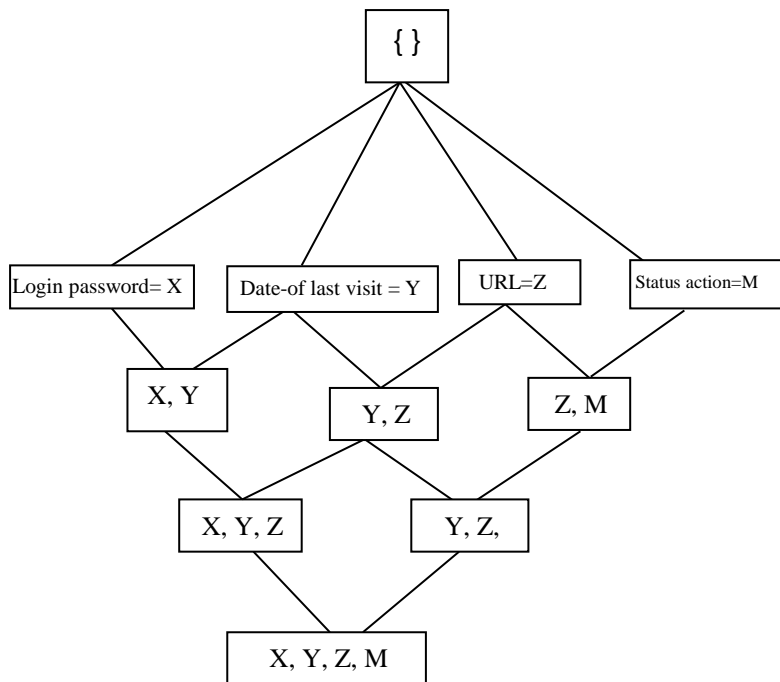 { }
Login password= X
Date-of last visit = Y
URL=Z
Status action=M
X, Y
Y, Z
Z, M
X, Y, Z
Y, Z,
X, Y, Z, M